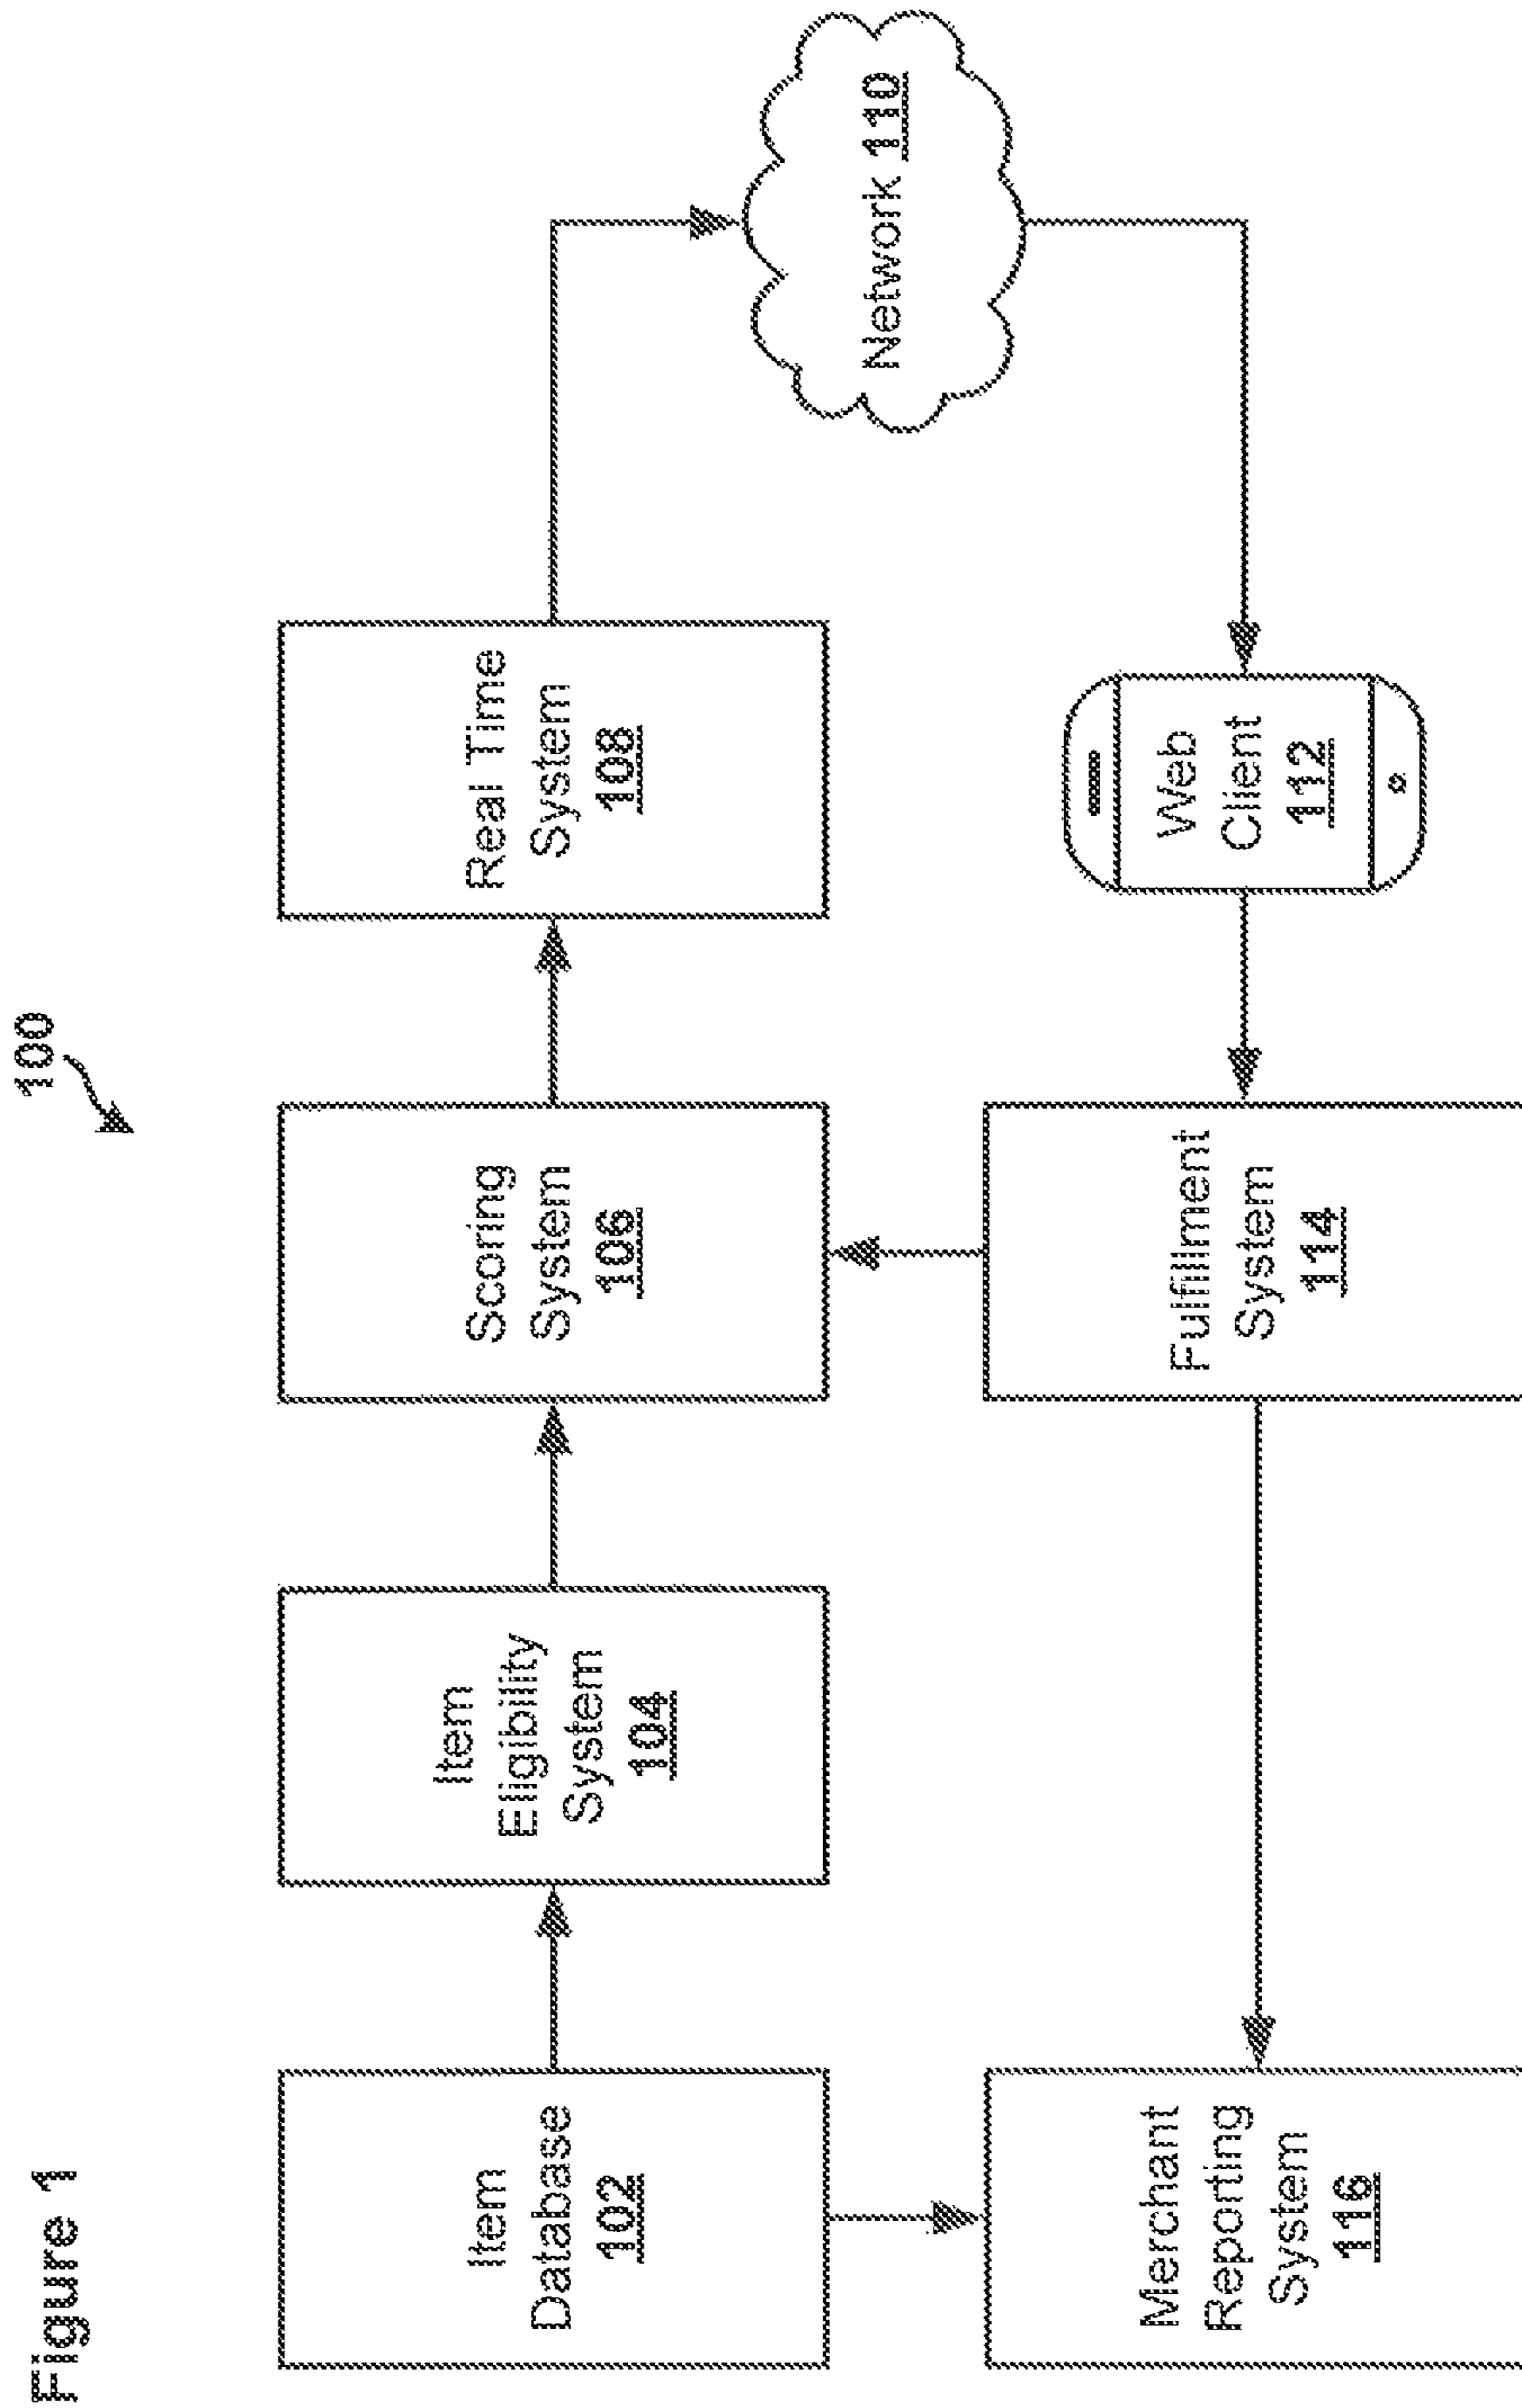 Figure 1
100
Item
Database
102
Item
Eligibility
System
104
Scoring
System
106
Real Time
System
108
Network 110
Merchant
Reporting
System
116
Fulfillment
System
114
Web
Client
112